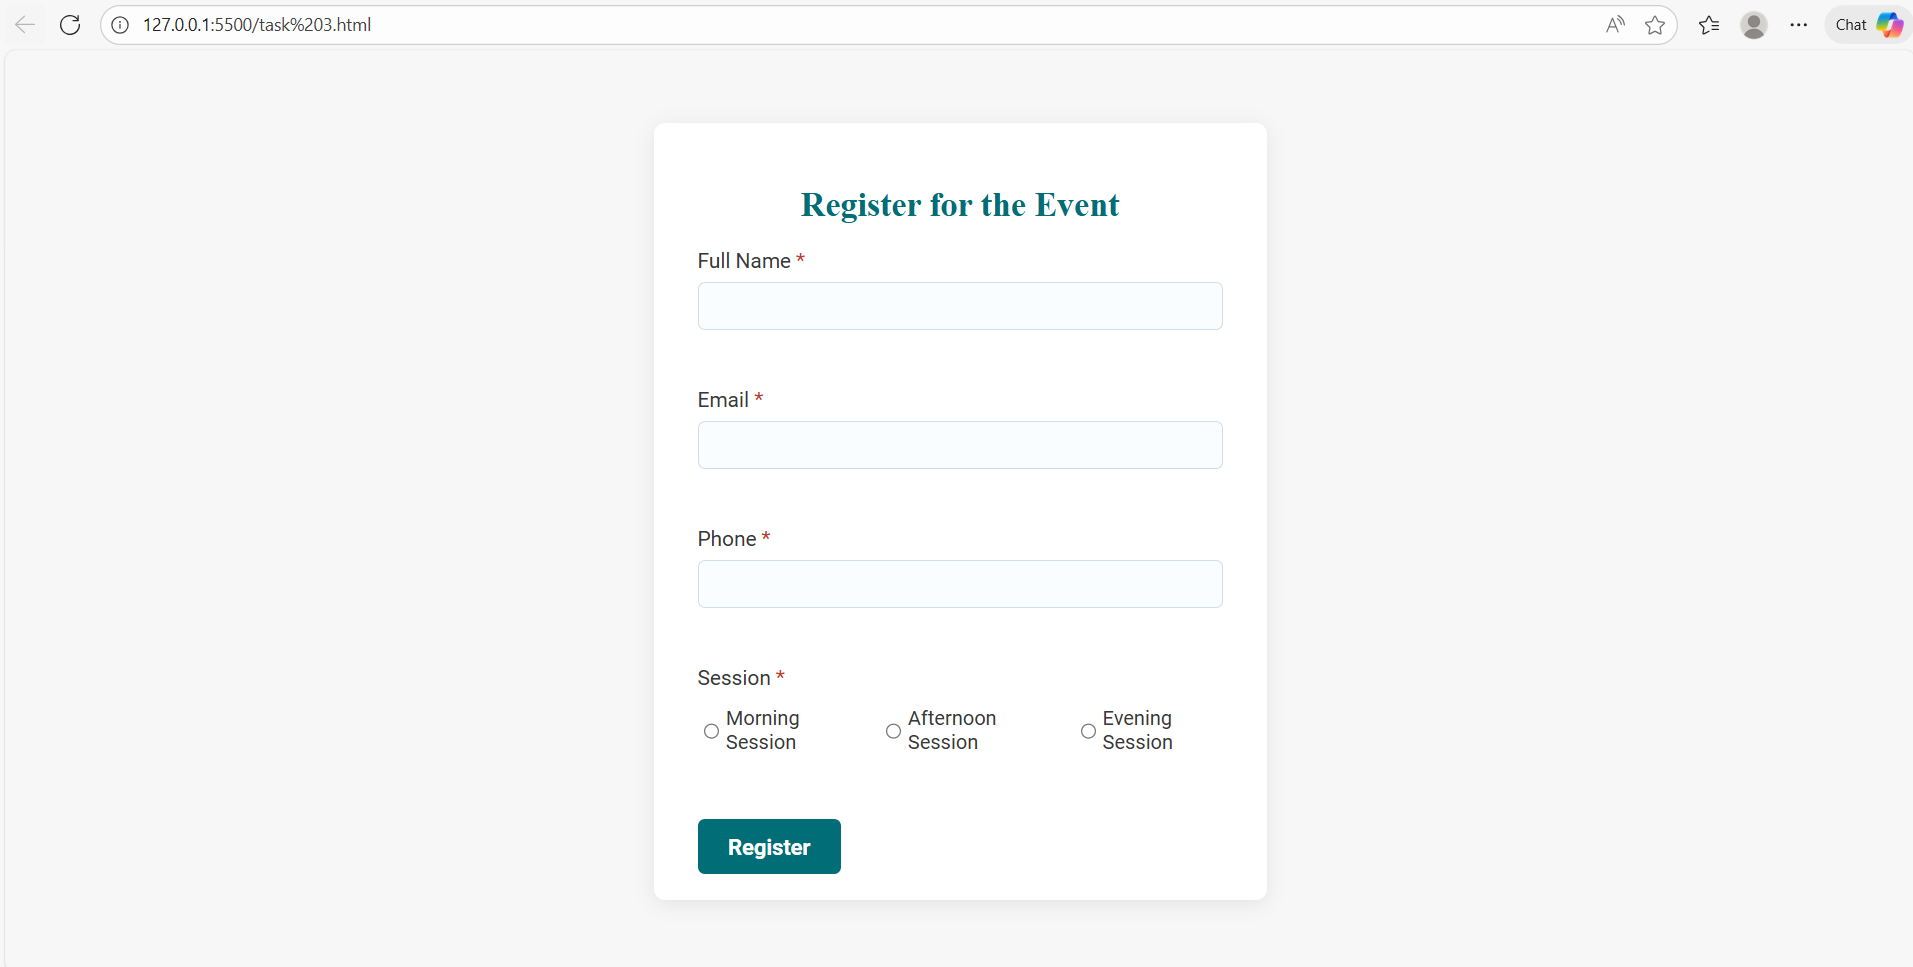 127.0.0.1:5500/task%203.html
Chat
Register for the Event
Full Name *
Email *
Phone *
Session *
Morning Session
Afternoon Session
Evening Session
Register